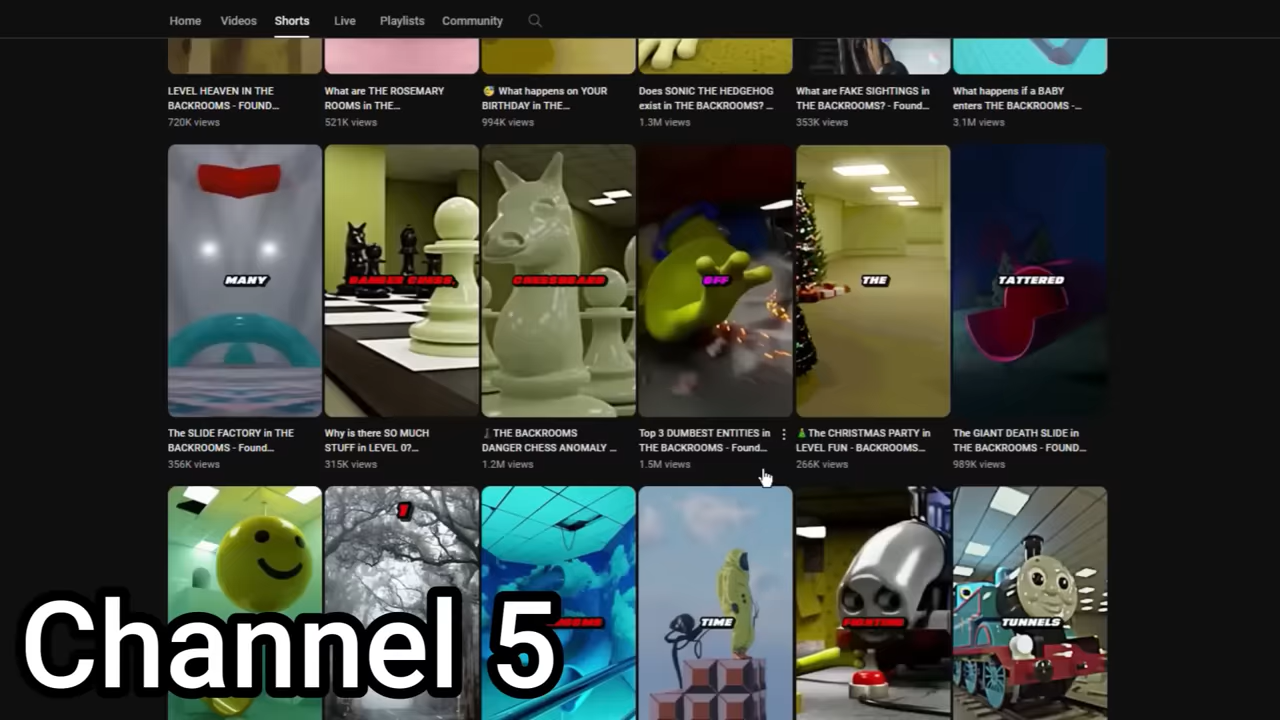 Home Videos Shorts Live Playlists Community
LEVEL HEAVEN IN THE
BACKROOMS - FOUND...
720K views
What are THE ROSEMARY
ROOMS in THE...
521K views
What happens on YOUR
BIRTHDAY in THE...
994K views
Does SONIC THE HEDGEHOG
exist in THE BACKROOMS? ...
1.3M views
What are FAKE SIGHTINGS in
THE BACKROOMS? - Found...
353K views
What happens if a BABY
enters THE BACKROOMS -...
3.1M views
MANY
DANGER CHESS,
CHESSBOARD
OFF
THE
TATTERED
The SLIDE FACTORY in THE
BACKROOMS - Found...
356K views
Why is there SO MUCH
STUFF in LEVEL 0?...
315K views
THE BACKROOMS
DANGER CHESS ANOMALY ...
1.2M views
Top 3 DUMBEST ENTITIES in
THE BACKROOMS - Found...
1.5M views
🎄The CHRISTMAS PARTY in
LEVEL FUN - BACKROOMS...
266K views
The GIANT DEATH SLIDE in
THE BACKROOMS - FOUND...
989K views
1
TIME
FIGHTING
TUNNELS
Channel 5